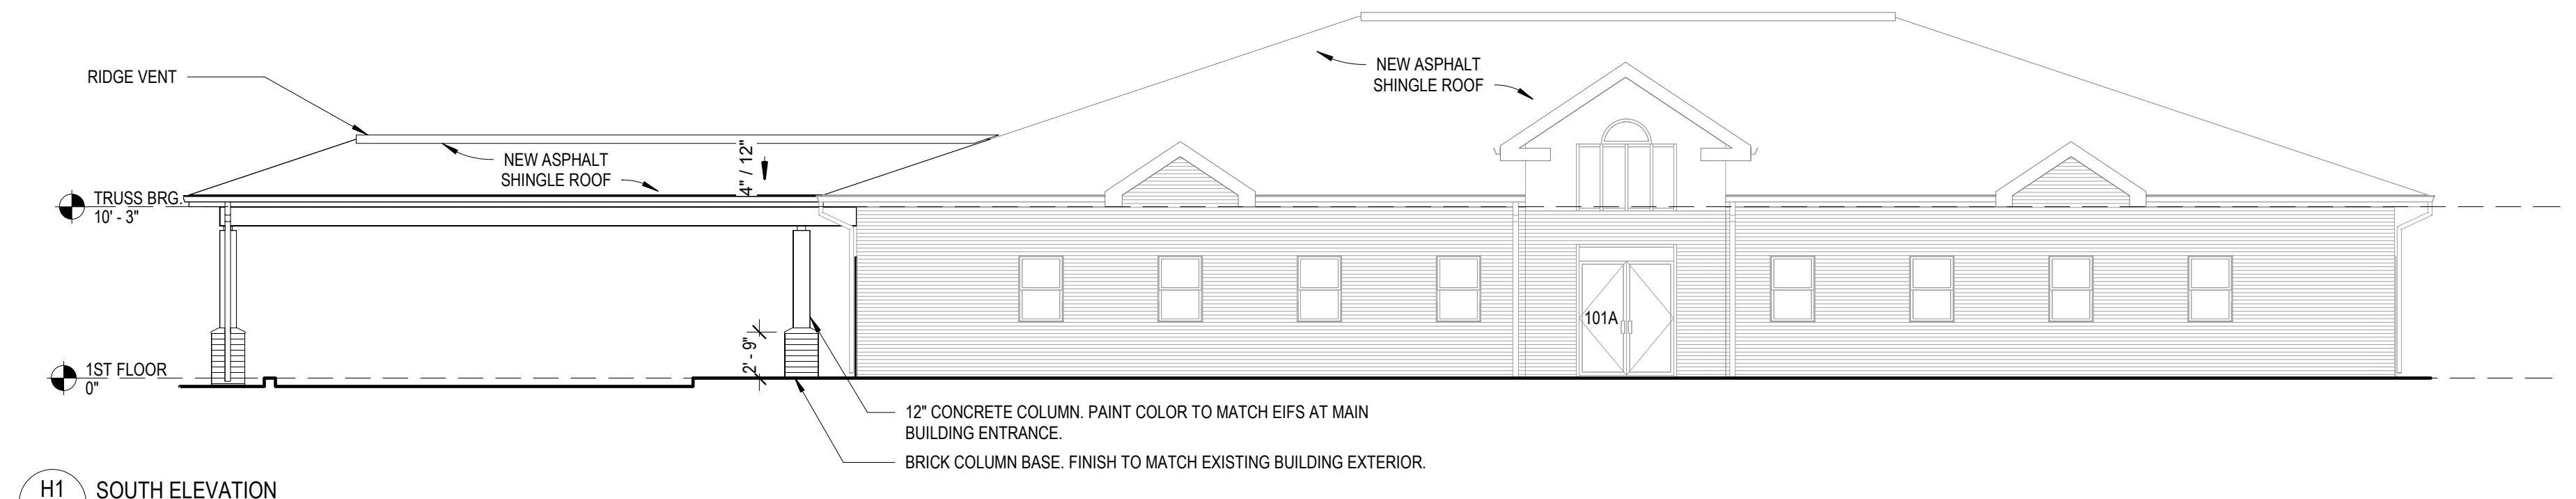 RIDGE VENT
NEW ASPHALT
SHINGLE ROOF
NEW ASPHALT
SHINGLE ROOF
4" / 12"
TRUSS BRG.
10' - 3"
101A
2' - 9"
1ST FLOOR
0"
12" CONCRETE COLUMN. PAINT COLOR TO MATCH EIFS AT MAIN
BUILDING ENTRANCE.
BRICK COLUMN BASE. FINISH TO MATCH EXISTING BUILDING EXTERIOR.
H1 SOUTH ELEVATION